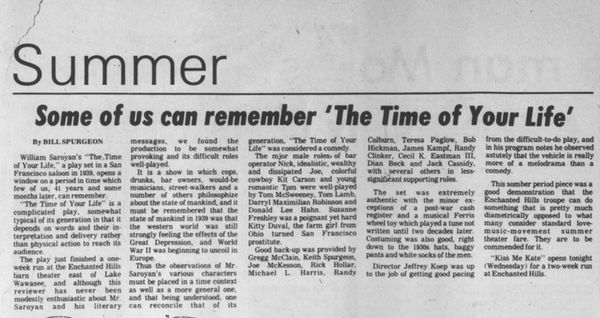 Summer
Some of us can remember 'The Time of Your Life'
By BILL SPURGEON
William Saroyan's "The Time
of Your Life," a play set in a San
Francisco saloon in 1939, opens a
window on a period in time which
few of us, 41 years and some
months later, can remember.
"The Time of Your Life" is a
complicated play, somewhat
typical of its generation in that it
depends on words and their in-
terpretation and delivery rather
than physical action to reach its
audience.
The play just finished a one-
week run at the Enchanted Hills
barn theater east of Lake
Wawasee, and although this
reviewer has never been
modestly enthusiastic about Mr.
Saroyan and his literary
messages, we found the
production to be somewhat
provoking and its difficult roles
well-played.
It is a show in which cops,
drunks, bar owners, would-be
musicians, street-walkers and a
number of others philosophize
about the state of mankind, and it
must be remembered that the
state of mankind in 1939 was that
the western world was still
strongly feeling the effects of the
Great Depression, and World
War II was beginning to uncoil in
Europe.
Thus the observations of Mr.
Saroyan's various characters
must be placed in a time context
as well as a more general one,
and that being understood, one
can reconcile that of its
generation, "The Time of Your
Life" was considered a comedy.
The major male roles, of bar
operator Nick, idealistic, wealthy
and dissipated Joe, colorful
cowboy Kit Carson and young
romantic Tom were well-played
by Tom McSweeney, Tom Lamb,
Darryl Maximilian Robinson and
Donald Lee Hahn. Suzanne
Freshley was a poignant yet hard
Kitty Duval, the farm girl from
Ohio turned San Francisco
prostitute.
Good back-up was provided by
Gregg McClain, Keith Spurgeon,
Joe McKesson, Rick Hollar,
Michael L. Harris, Randy
Colburn, Teresa Paglow, Bob
Hickman, James Kampf, Randy
Clinker, Cecil K. Eastman III,
Dian Beck and Jack Cassidy,
with several others in less-
significant supporting roles.
The set was extremely
authentic with the minor ex-
ceptions of a post-war cash
register and a musical Ferris
wheel toy which played a tune not
written until two decades later.
Costuming was also good, right
down to the 1930s hats, baggy
pants and white socks of the men.
Director Jeffrey Koep was up
to the job of getting good pacing
from the difficult-to-do play, and
in his program notes he observed
astutely that the vehicle is really
more of a melodrama than a
comedy.
This somber period piece was a
good demonstration that the
Enchanted Hills troupe can do
something that is pretty much
diametrically opposed to what
many consider standard love-
music-movement summer
theater fare. They are to be
commended for it.
"Kiss Me Kate" opens tonight
(Wednesday) for a two-week run
at Enchanted Hills.